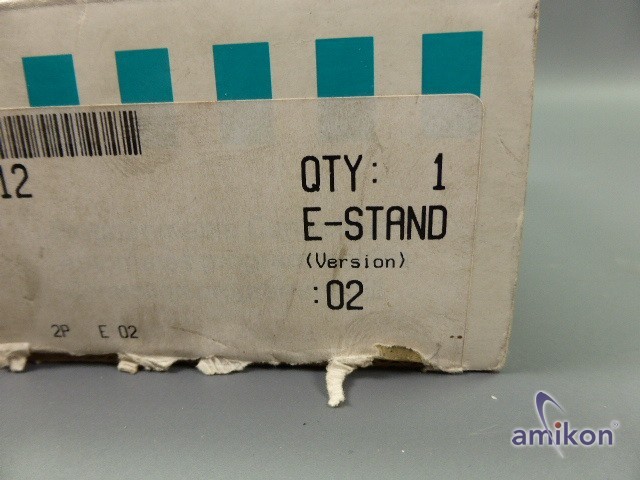 12
QTY: 1
E-STAND
(Version)
:02
2P E 02
amikon